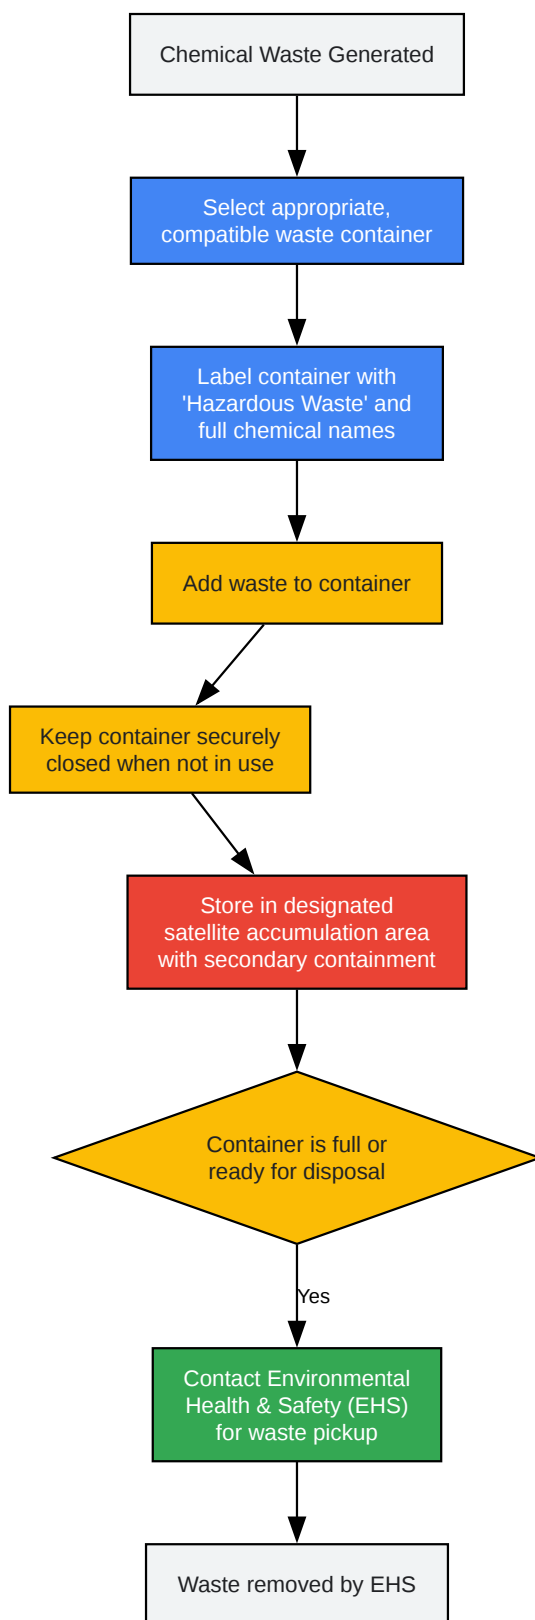 Chemical Waste Generated
Select appropriate,
compatible waste container
Label container with
'Hazardous Waste' and
full chemical names
Add waste to container
Keep container securely
closed when not in use
Store in designated
satellite accumulation area
with secondary containment
Container is full or
ready for disposal
Yes
Contact Environmental
Health & Safety (EHS)
for waste pickup
Waste removed by EHS